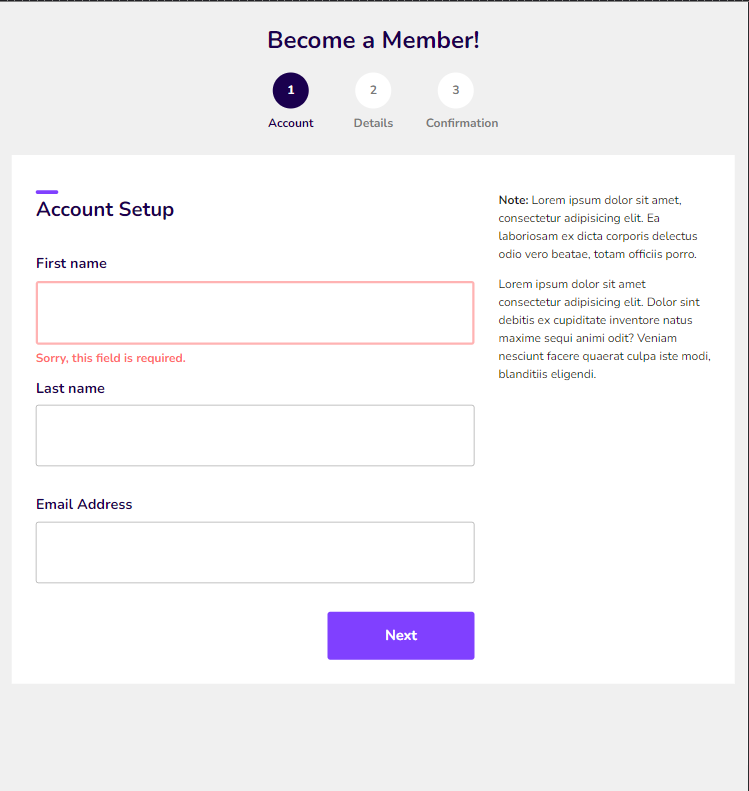 Become a Member!
1 2 3
Account Details Confirmation
Account Setup
First name
Sorry, this field is required.
Last name
Email Address
Next
Note: Lorem ipsum dolor sit amet,
consectetur adipisicing elit. Ea
laboriosam ex dicta corporis delectus
odio vero beatae, totam officiis porro.
Lorem ipsum dolor sit amet
consectetur adipisicing elit. Dolor sint
debitis ex cupiditate inventore natus
maxime sequi animi odit? Veniam
nesciunt facere quaerat culpa iste modi,
blanditiis eligendi.